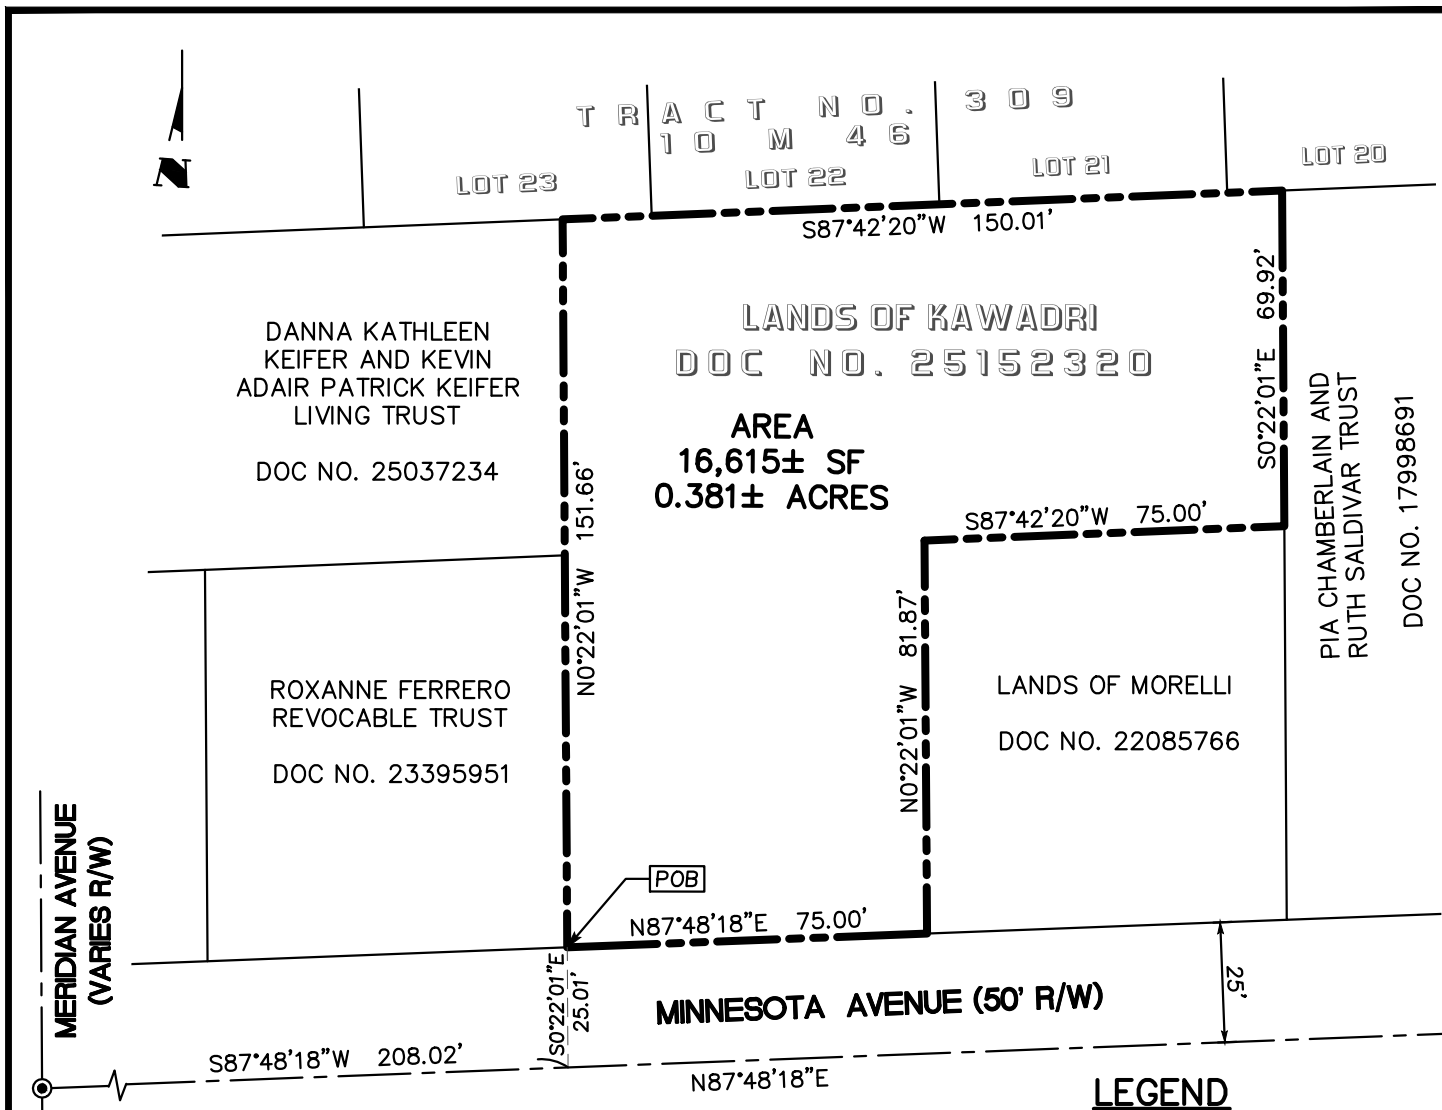 N
TRACT NO. 309
10 M 46
LOT 23
LOT 22
LOT 21
LOT 20
S87°42'20"W 150.01'
S0°22'01"E 69.92'
LANDS OF KAWADRI
DOC NO. 25152320
AREA
16,615± SF
0.381± ACRES
DANNA KATHLEEN
KEIFER AND KEVIN
ADAIR PATRICK KEIFER
LIVING TRUST
DOC NO. 25037234
N0°22'01"W 151.66'
S87°42'20"W 75.00'
PIA CHAMBERLAIN AND
RUTH SALDIVAR TRUST
DOC NO. 17998691
N0°22'01"W 81.87'
ROXANNE FERRERO
REVOCABLE TRUST
DOC NO. 23395951
LANDS OF MORELLI
DOC NO. 22085766
POB
N87°48'18"E 75.00'
MERIDIAN AVENUE
(VARIES R/W)
S0°22'01"E
25.01'
MINNESOTA AVENUE (50' R/W)
25'
S87°48'18"W 208.02'
N87°48'18"E
LEGEND